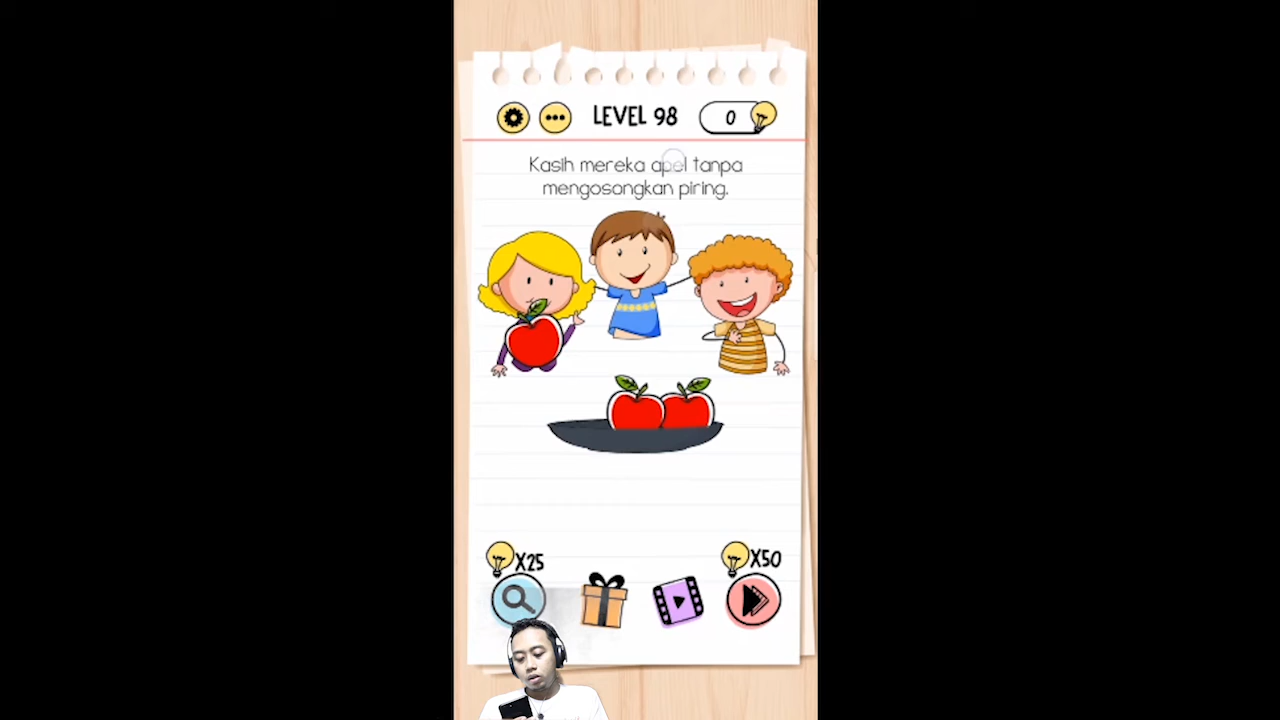 LEVEL 98
0
Kasih mereka apel tanpa
mengosongkan piring.
X25
X50